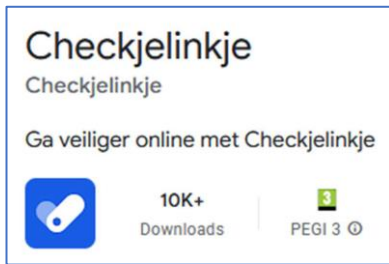 Checkjelinkje
Checkjelinkje
Ga veiliger online met Checkjelinkje
10K+
Downloads
3
PEGI 3